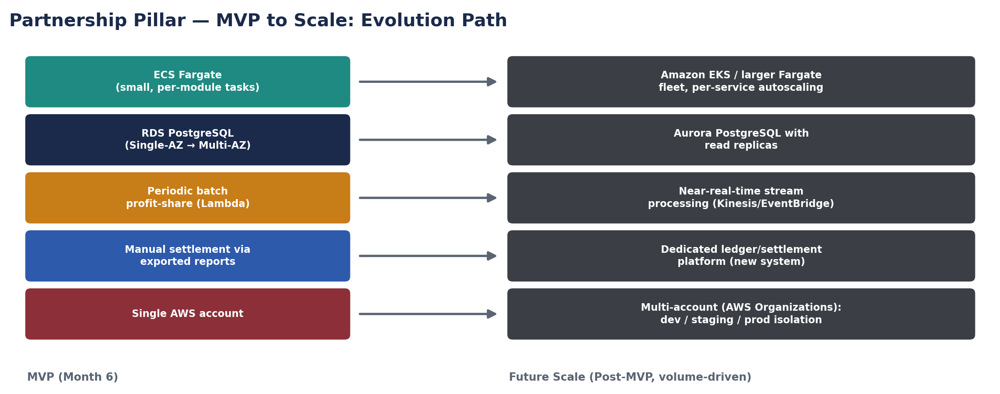 Partnership Pillar — MVP to Scale: Evolution Path
ECS Fargate
(small, per-module tasks)
Amazon EKS / larger Fargate
fleet, per-service autoscaling
RDS PostgreSQL
(Single-AZ → Multi-AZ)
Aurora PostgreSQL with
read replicas
Periodic batch
profit-share (Lambda)
Near-real-time stream
processing (Kinesis/EventBridge)
Manual settlement via
exported reports
Dedicated ledger/settlement
platform (new system)
Single AWS account
Multi-account (AWS Organizations):
dev / staging / prod isolation
MVP (Month 6)
Future Scale (Post-MVP, volume-driven)